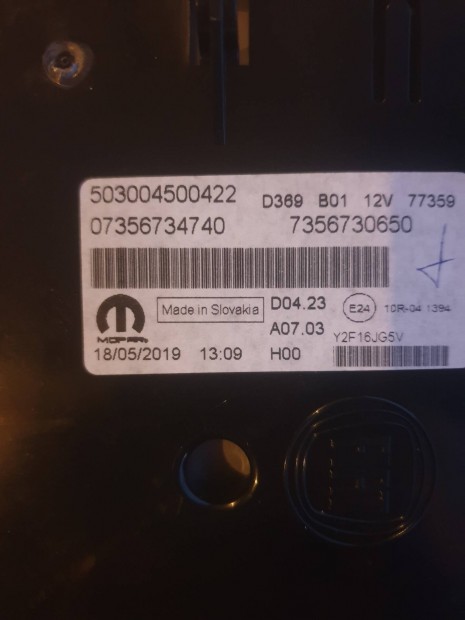 503004500422 D369 B01 12V 77359
07356734740 7356730650
MOPAR Made in Slovakia D04.23 E24 10R-04 1394
A07.03 Y2F16JG5V
18/05/2019 13:09 H00